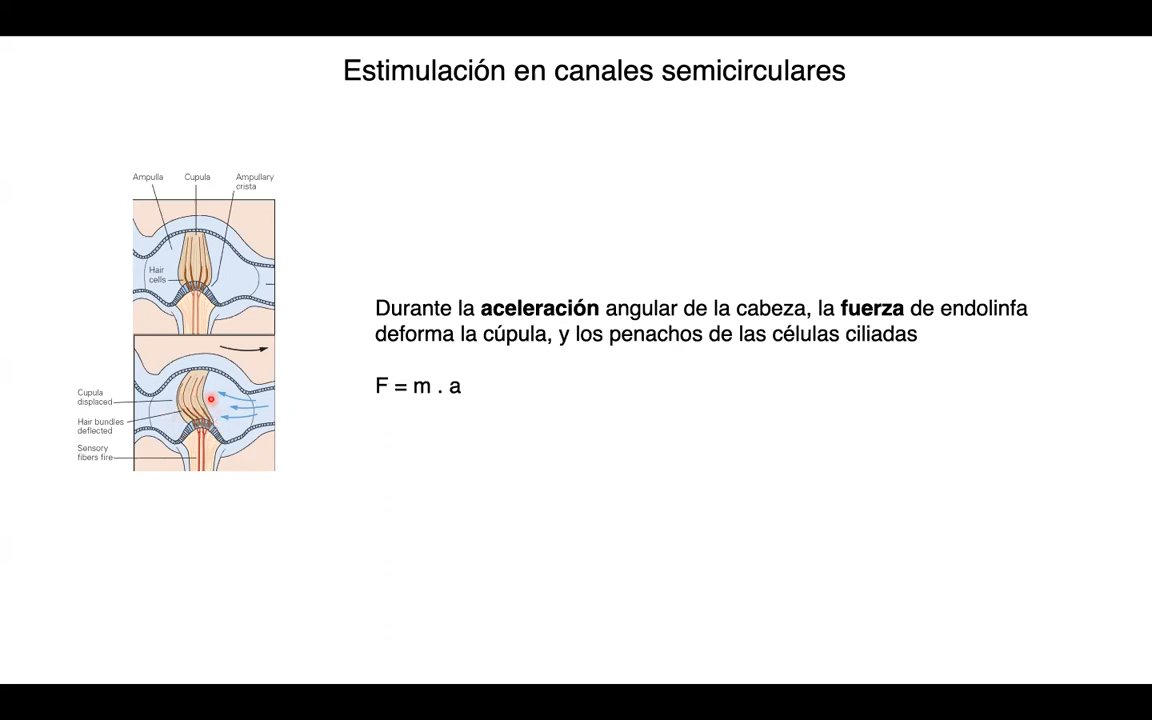 Estimulación en canales semicirculares
Ampulla
Cupula
Ampullary
crista
Hair
cells
Durante la aceleración angular de la cabeza, la fuerza de endolinfa
deforma la cúpula, y los penachos de las células ciliadas
F = m . a
Cupula
displaced
Hair bundles
deflected
Sensory
fibers fire